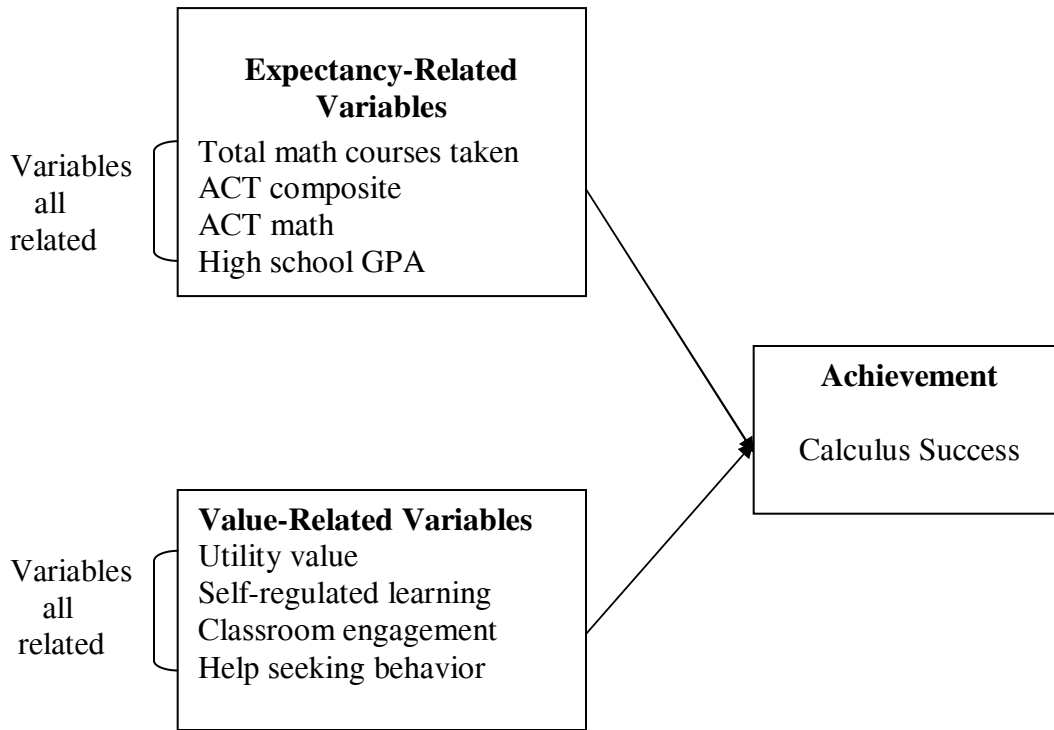 Expectancy-Related
Variables
Variables
all
related
Total math courses taken
ACT composite
ACT math
High school GPA
Achievement
Calculus Success
Value-Related Variables
Variables
all
related
Utility value
Self-regulated learning
Classroom engagement
Help seeking behavior